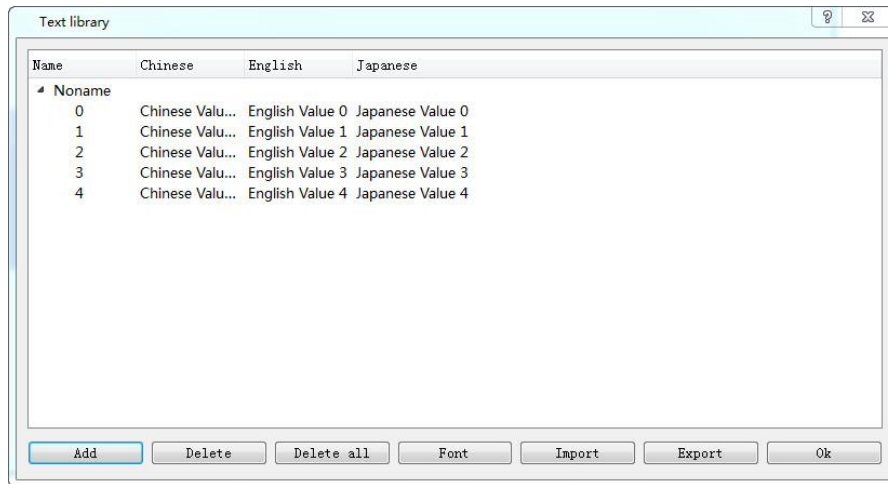 Text library
Name Chinese English Japanese
Noname
0 Chinese Valu... English Value 0 Japanese Value 0
1 Chinese Valu... English Value 1 Japanese Value 1
2 Chinese Valu... English Value 2 Japanese Value 2
3 Chinese Valu... English Value 3 Japanese Value 3
4 Chinese Valu... English Value 4 Japanese Value 4
Add Delete Delete all Font Import Export Ok